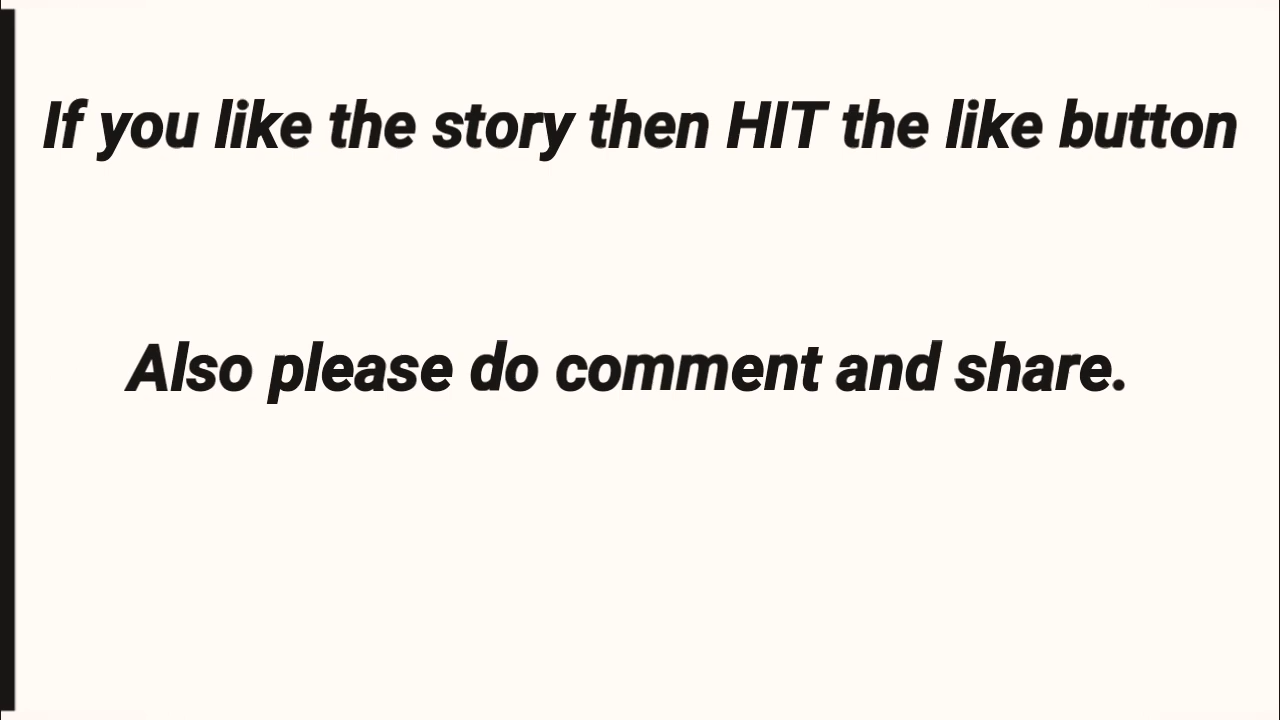 If you like the story then HIT the like button
Also please do comment and share.